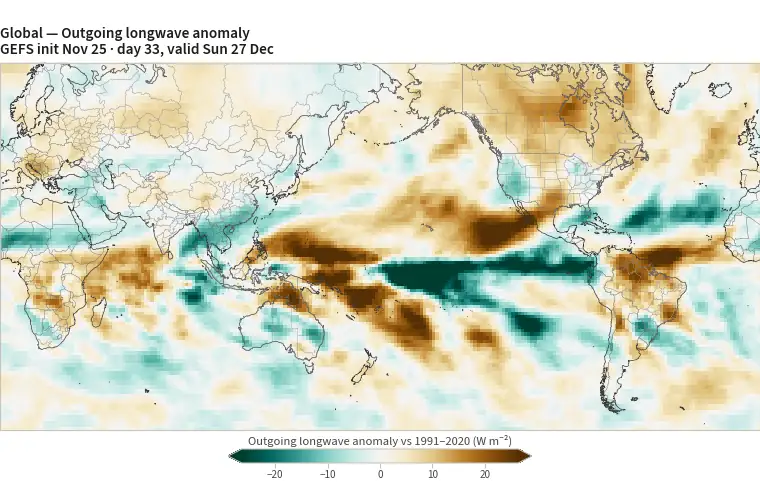 Global — Outgoing longwave anomaly
GEFS init Nov 25 · day 33, valid Sun 27 Dec
Outgoing longwave anomaly vs 1991–2020 (W m⁻²)
−20 −10 0 10 20